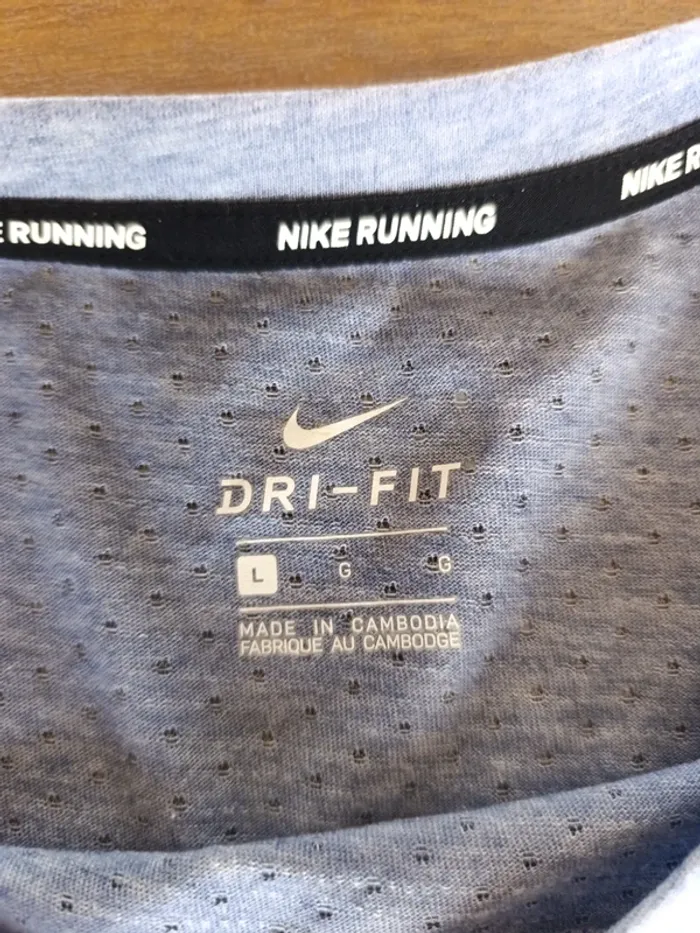 E RUNNING NIKE RUNNING NIKE R
DRI-FIT
L G G
MADE IN CAMBODIA
FABRIQUE AU CAMBODGE